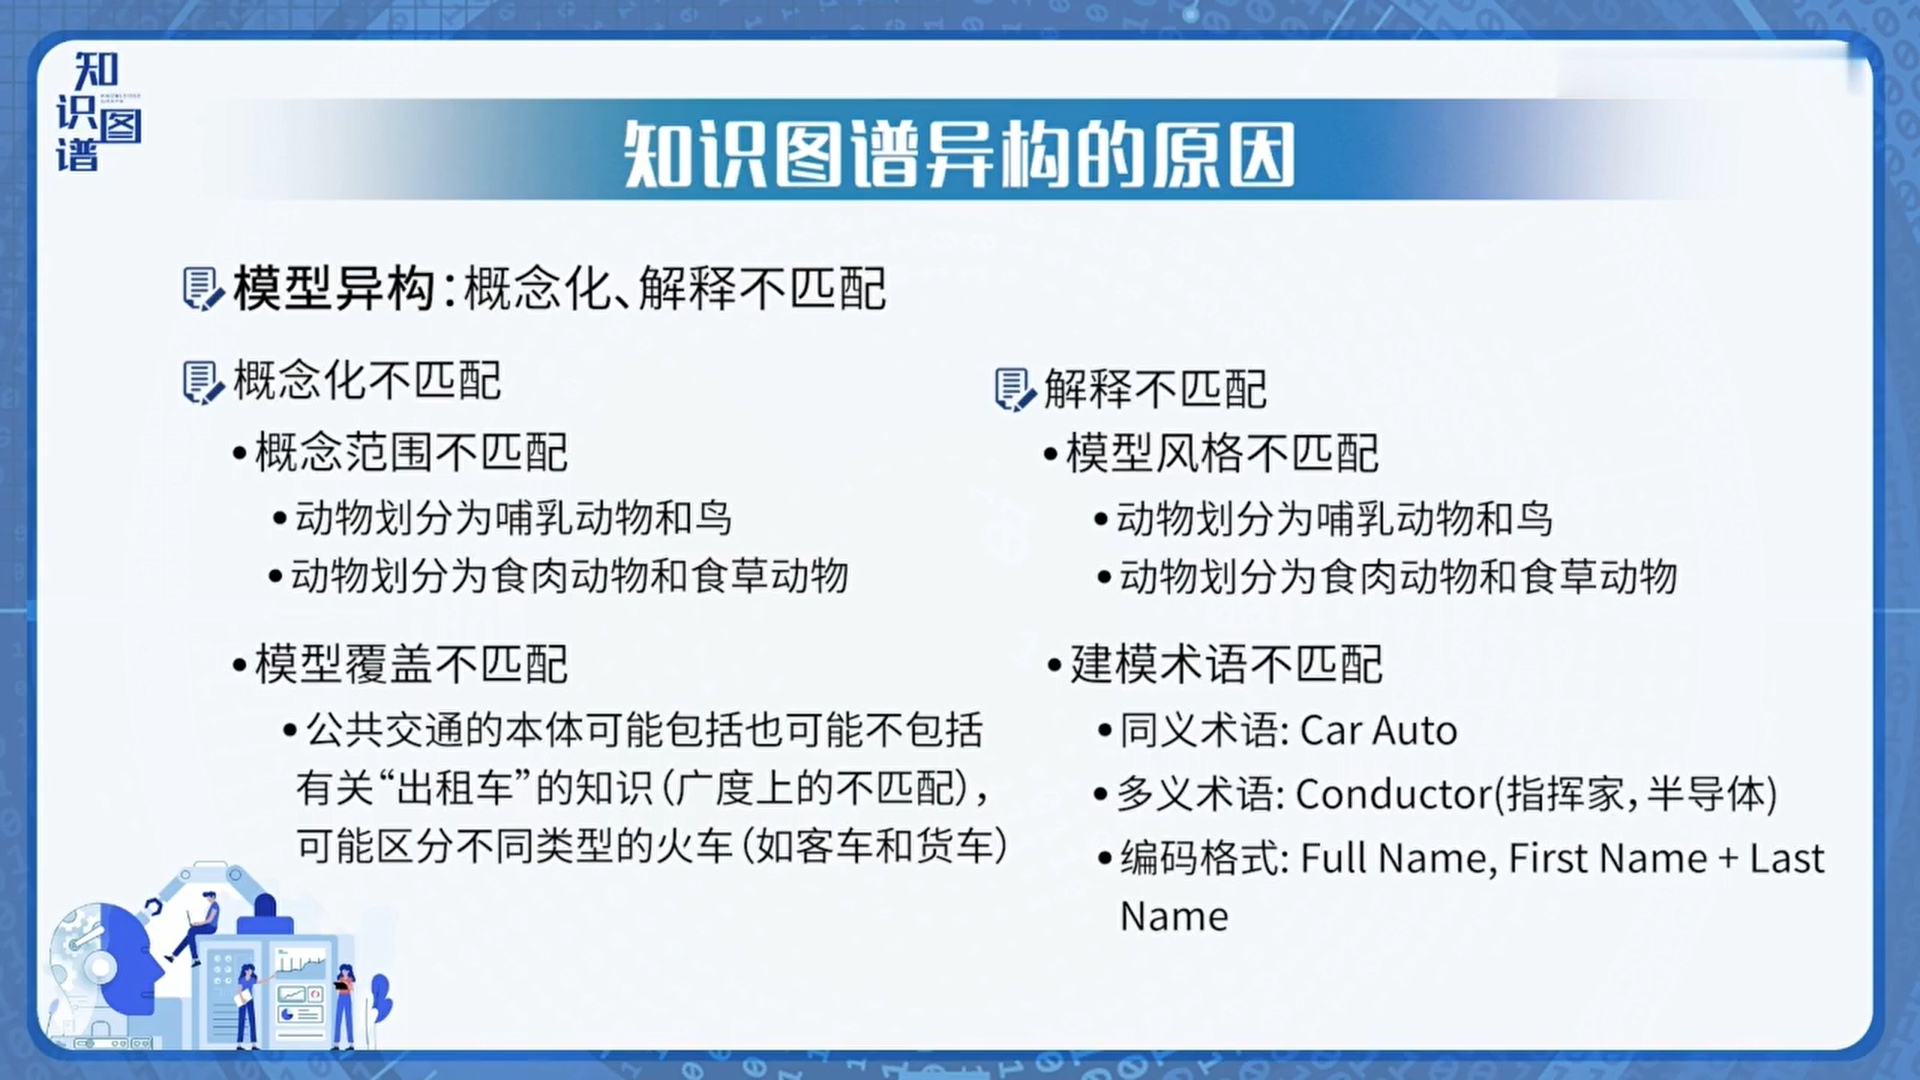 知识图谱
KNOWLEDGE
GRAPH
知识图谱异构的原因
模型异构：概念化、解释不匹配
概念化不匹配
•概念范围不匹配
•动物划分为哺乳动物和鸟
•动物划分为食肉动物和食草动物
•模型覆盖不匹配
•公共交通的本体可能包括也可能不包括
有关“出租车”的知识（广度上的不匹配），
可能区分不同类型的火车（如客车和货车）
解释不匹配
•模型风格不匹配
•动物划分为哺乳动物和鸟
•动物划分为食肉动物和食草动物
•建模术语不匹配
•同义术语: Car Auto
•多义术语: Conductor(指挥家，半导体)
•编码格式: Full Name, First Name + Last
Name